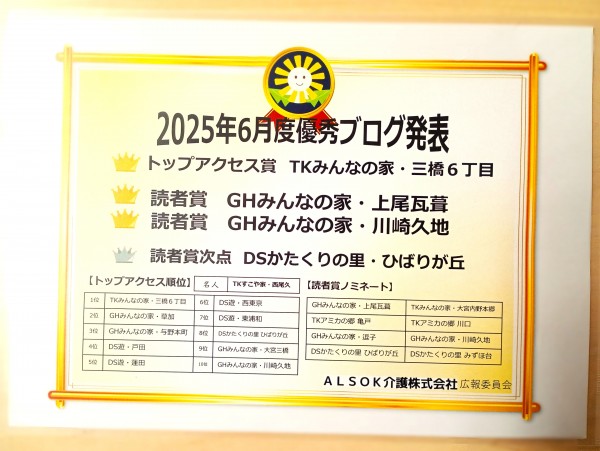 2025年6月度優秀ブログ発表
トップアクセス賞 TKみんなの家・三橋6丁目
読者賞 GHみんなの家・上尾瓦葺
読者賞 GHみんなの家・川崎久地
読者賞次点 DSかたくりの里・ひばりが丘
【トップアクセス順位】 名人 TKすこや家・西尾久
1位 TKみんなの家・三橋6丁目 6位 DS遊・西東京
2位 GHみんなの家・草加 7位 DS遊・東浦和
3位 GHみんなの家・与野本町 8位 DSかたくりの里 ひばりが丘
4位 DS遊・戸田 9位 GHみんなの家・大宮三橋
5位 DS遊・蓮田 10位 GHみんなの家・川崎久地
【読者賞ノミネート】
GHみんなの家・上尾瓦葺 TKみんなの家・大宮内野本郷
TKアミカの郷 亀戸 TKアミカの郷 川口
GHみんなの家・逗子 GHみんなの家・川崎久地
DSかたくりの里 ひばりが丘 DSかたくりの里 みずほ台
ALSOK介護株式会社 広報委員会